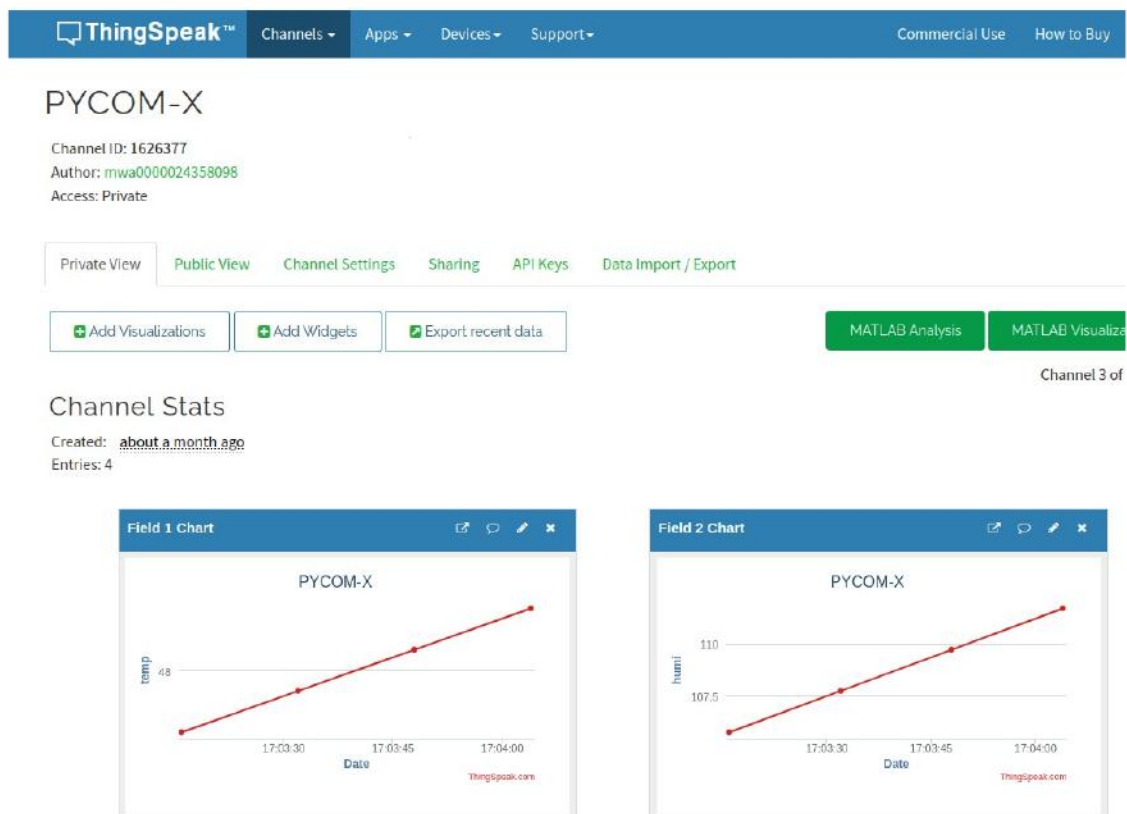 ThingSpeak™ Channels Apps Devices Support Commercial Use How to Buy
PYCOM-X
Channel ID: 1626377
Author: mwa0000024358098
Access: Private
Private View Public View Channel Settings Sharing API Keys Data Import / Export
Add Visualizations Add Widgets Export recent data MATLAB Analysis MATLAB Visualiza
Channel 3 of
Channel Stats
Created: about a month ago
Entries: 4
Field 1 Chart
PYCOM-X
temp
48
17:03:30 17:03:45 17:04:00
Date
ThingSpeak.com
Field 2 Chart
PYCOM-X
humi
110
107.5
17:03:30 17:03:45 17:04:00
Date
ThingSpeak.com